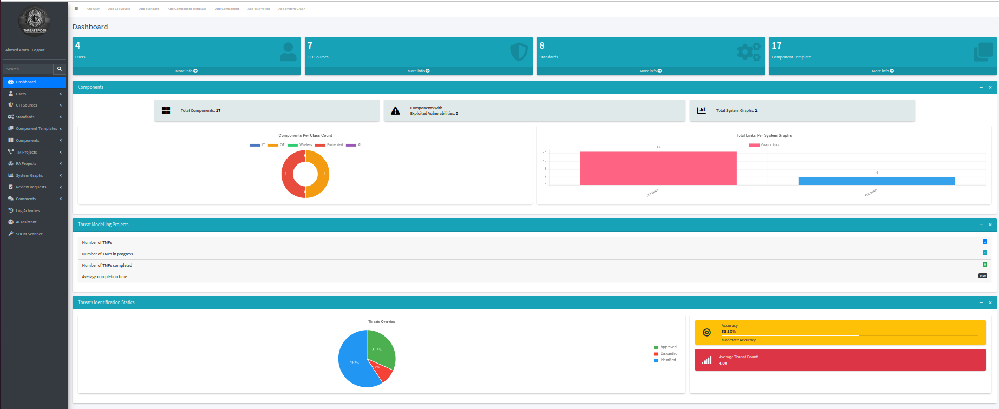 THREATSPIDER
Ahmed Amro - Logout
Search
Dashboard
Users
CTI Sources
Standards
Component Templates
Components
TM Projects
RA Projects
System Graphs
Review Requests
Comments
Log Activities
AI Assistant
SBOM Scanner
Add User Add CTI Source Add Standard Add Component Template Add Component Add TM Project Add System Graph
Dashboard
4
Users
More info
7
CTI Sources
More info
8
Standards
More info
17
Component Template
More info
Components
Total Components: 17
Components with
Exploited Vulnerabilities: 0
Total System Graphs: 2
Components Per Class Count
IT OT Wireless Embedded AI
0
1 1
0
Total Links Per System Graphs
Graph Links
17
16
12
8
4
0
4
UC4 Graph
PLC Graph
Threat Modelling Projects
Number of TMPs 1
Number of TMPs in progress 1
Number of TMPs completed 0
Average completion time 0.00
Threats Identification Statics
Threats Overview
31.6%
59.2%
9.2%
Approved
Discarded
Identified
Accuracy
53.30%
Moderate Accuracy
Average Threat Count
4.00